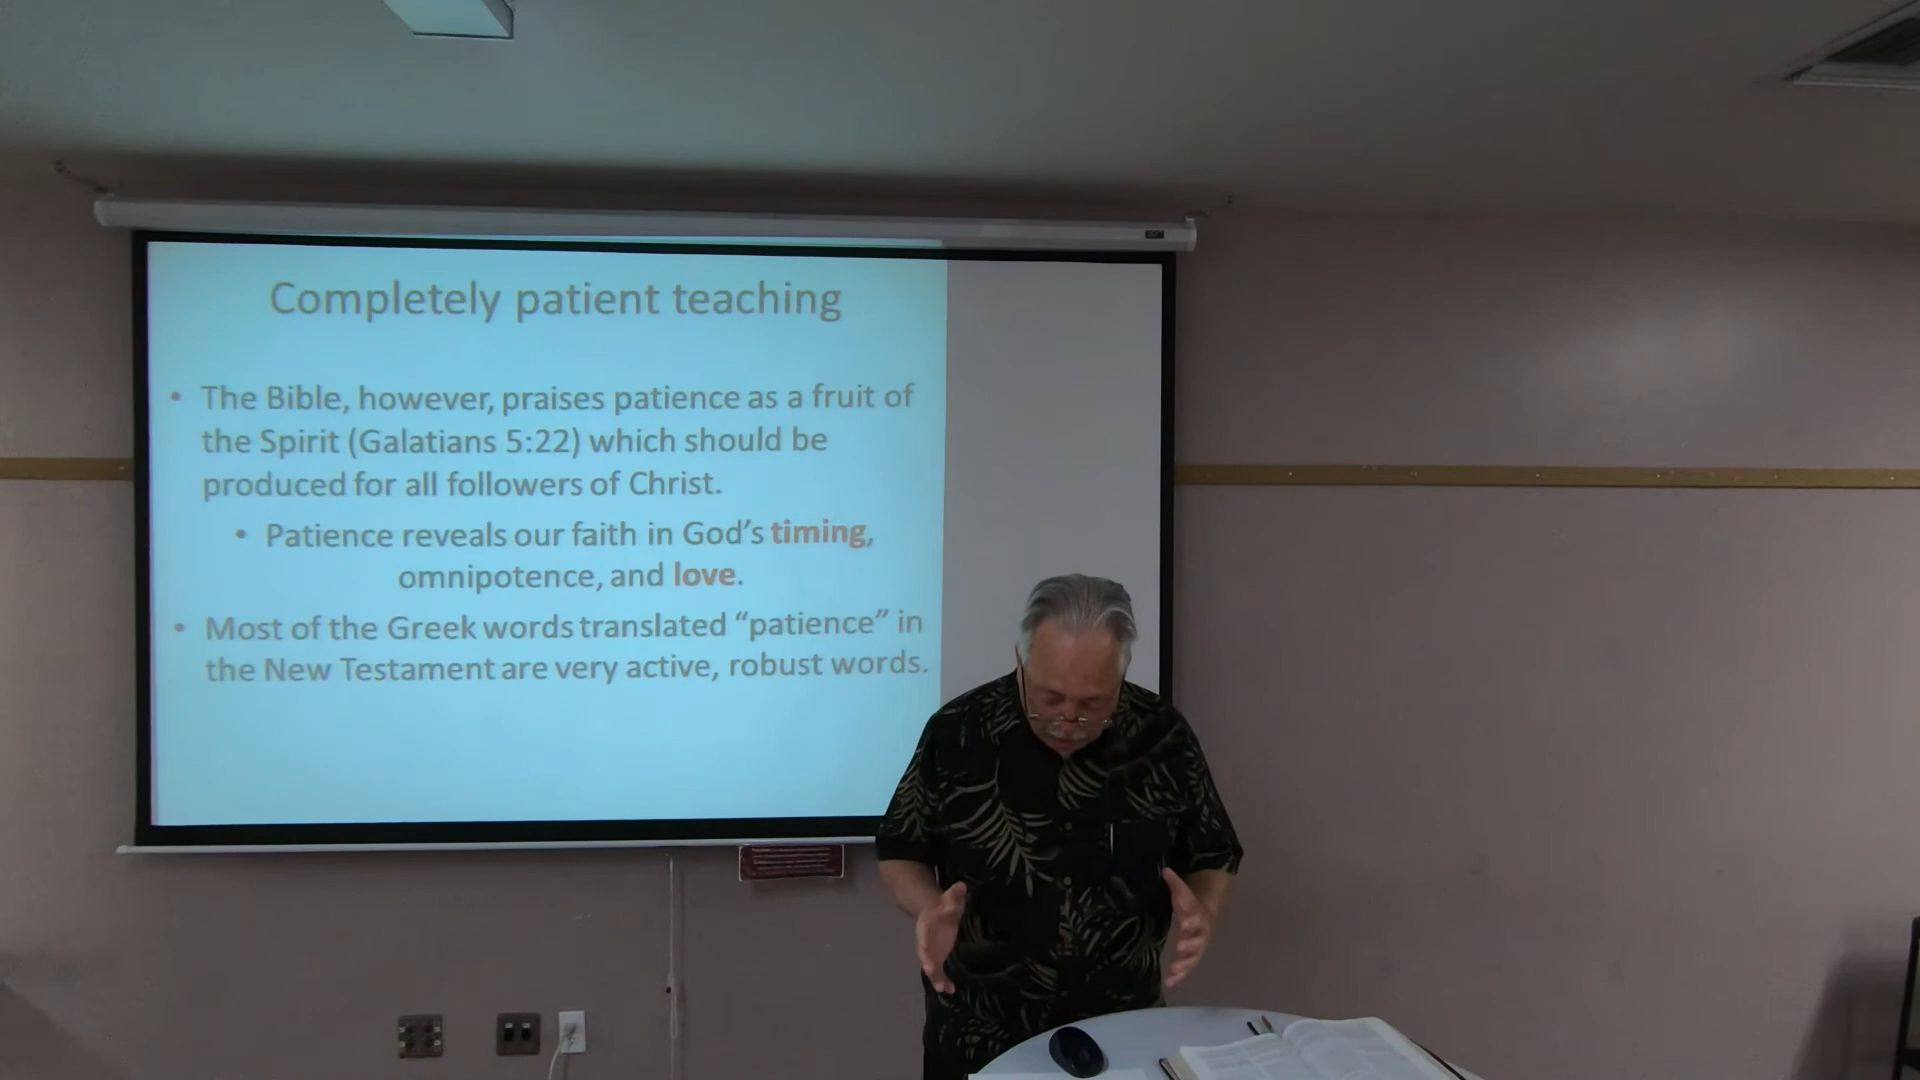 Completely patient teaching
• The Bible, however, praises patience as a fruit of
the Spirit (Galatians 5:22) which should be
produced for all followers of Christ.
• Patience reveals our faith in God's timing,
omnipotence, and love.
• Most of the Greek words translated “patience” in
the New Testament are very active, robust words.